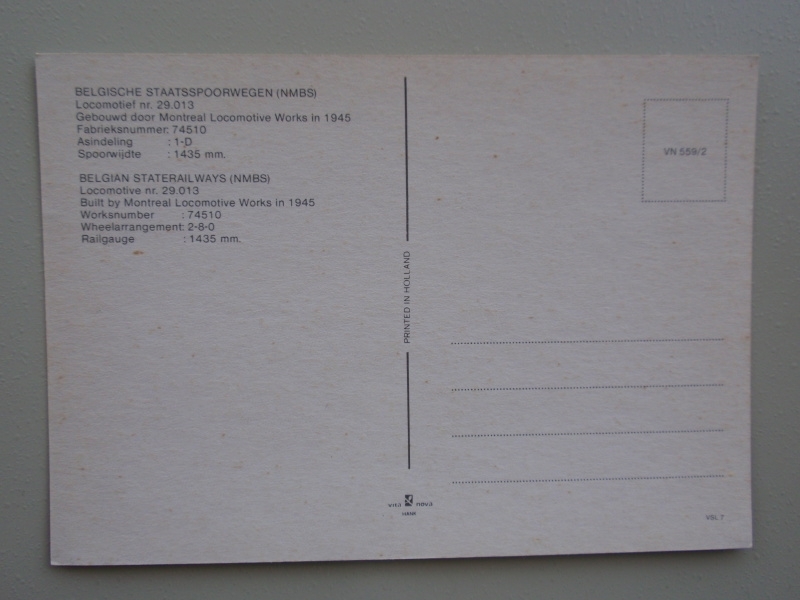 BELGISCHE STAATSSPOORWEGEN (NMBS)
Locomotief nr. 29.013
Gebouwd door Montreal Locomotive Works in 1945
Fabrieksnummer: 74510
Asindeling : 1-D
Spoorwijdte : 1435 mm.
BELGIAN STATERAILWAYS (NMBS)
Locomotive nr. 29.013
Built by Montreal Locomotive Works in 1945
Worksnumber : 74510
Wheelarrangement: 2-8-0
Railgauge : 1435 mm.
PRINTED IN HOLLAND
VN 559/2
vita nova
VSL 7